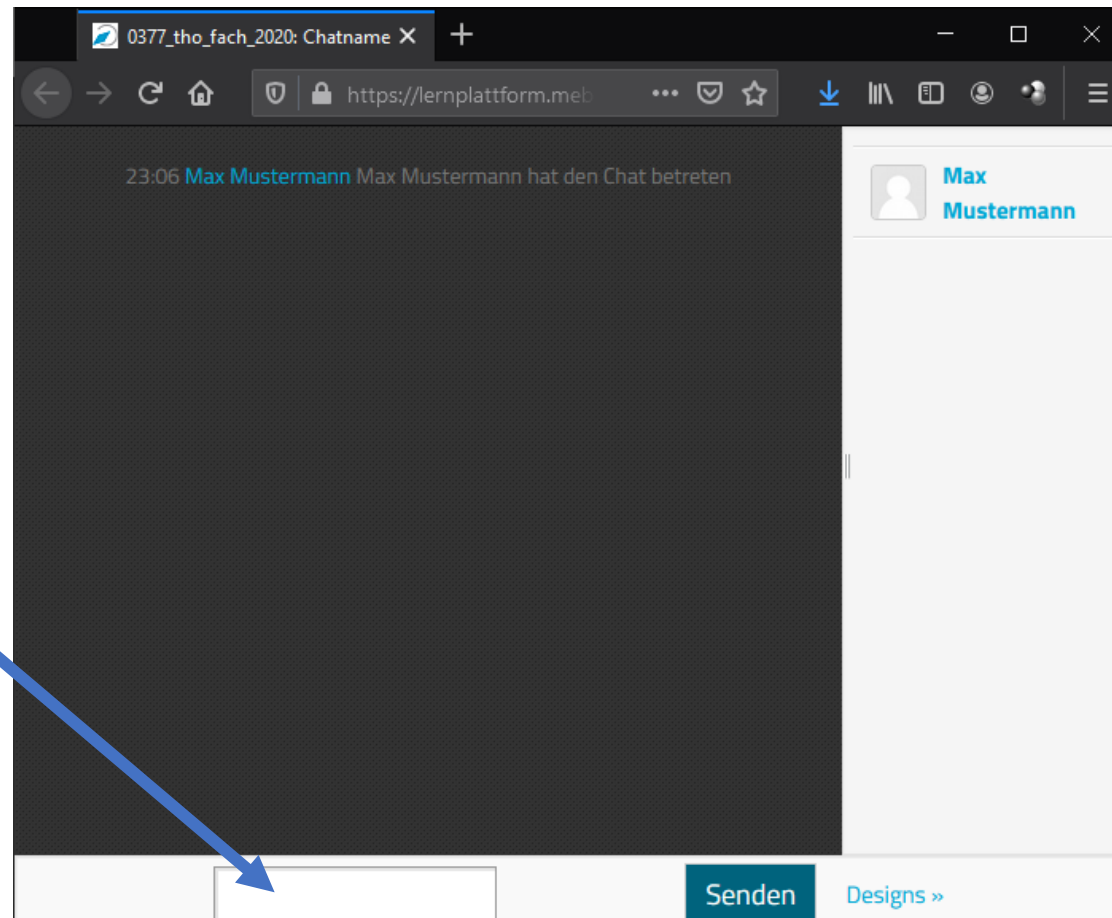 0377_tho_fach_2020: Chatname
https://lernplattform.meb
23:06 Max Mustermann Max Mustermann hat den Chat betreten
Max
Mustermann
Senden
Designs »